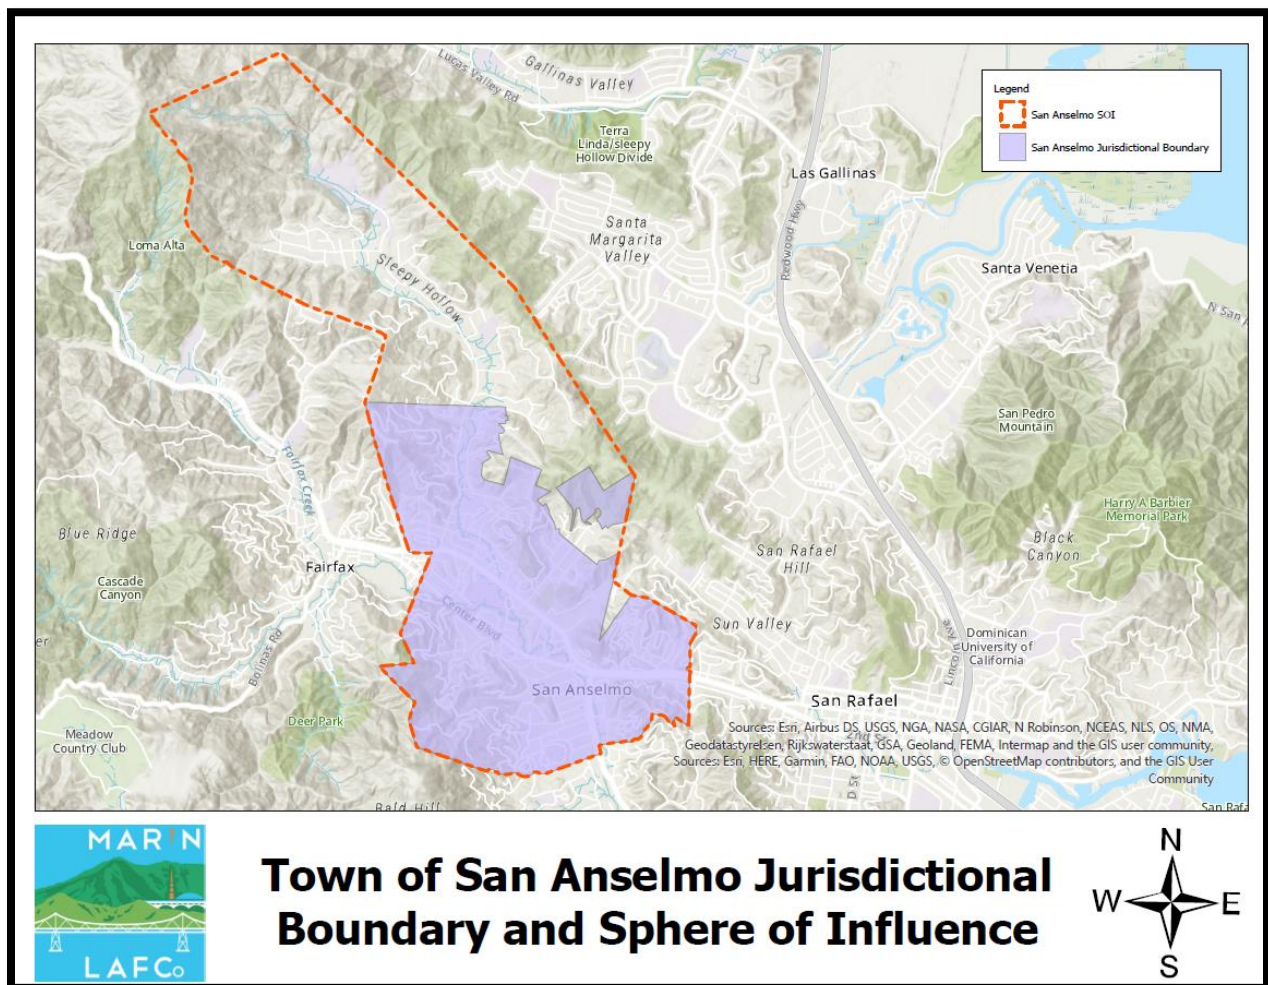 Lucas Valley Rd
Gallinas Valley
Terra
Linda/sleepy
Hollow Divide
Legend
San Anselmo SOI
San Anselmo Jurisdictional Boundary
Las Gallinas
Redwood Hwy
Santa
Margarita
Valley
Loma Alta
Sleepy Hollow
Santa Venetia
San Pedro
Mountain
Fairfax Creek
Harry A Barbier
Memorial Park
Blue Ridge
Black
Canyon
San Rafael
Hill
Fairfax
Cascade
Canyon
Center Blvd
Sun Valley
Bolinas Rd
Lincoln Ave
Dominican
University of
California
San Anselmo
San Rafael
Deer Park
Meadow
Country Club
2nd St
D St
Sources: Esri, Airbus DS, USGS, NGA, NASA, CGIAR, N Robinson, NCEAS, NLS, OS, NMA,
Geodatastyrelsen, Rijkswaterstaat, GSA, Geoland, FEMA, Intermap and the GIS user community,
Sources: Esri, HERE, Garmin, FAO, NOAA, USGS, © OpenStreetMap contributors, and the GIS User
Community
Bald Hill
MARIN
LAFCo
Town of San Anselmo Jurisdictional
Boundary and Sphere of Influence
N
W E
S